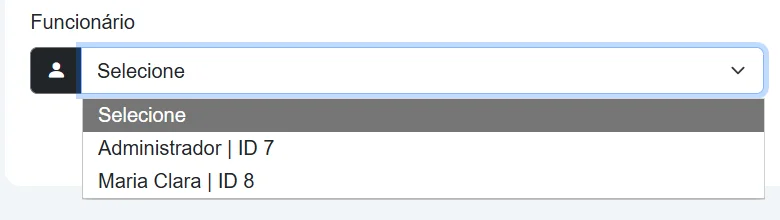 Funcionário
Selecione
Selecione
Administrador | ID 7
Maria Clara | ID 8